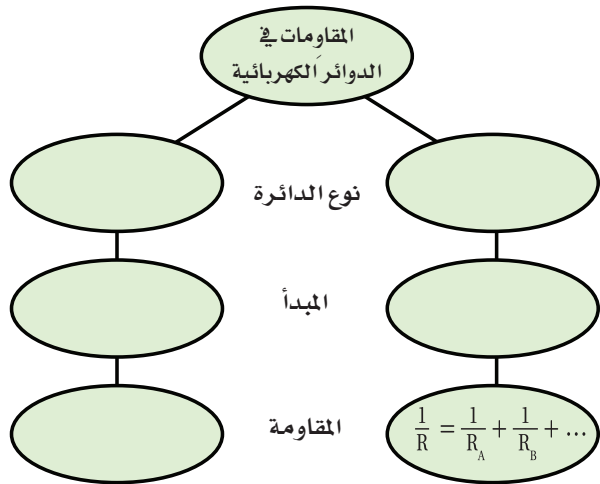 المقاومات في
الدوائر الكهربائية
نوع الدائرة
المبدأ
المقاومة
1/R = 1/R_A + 1/R_B + ...